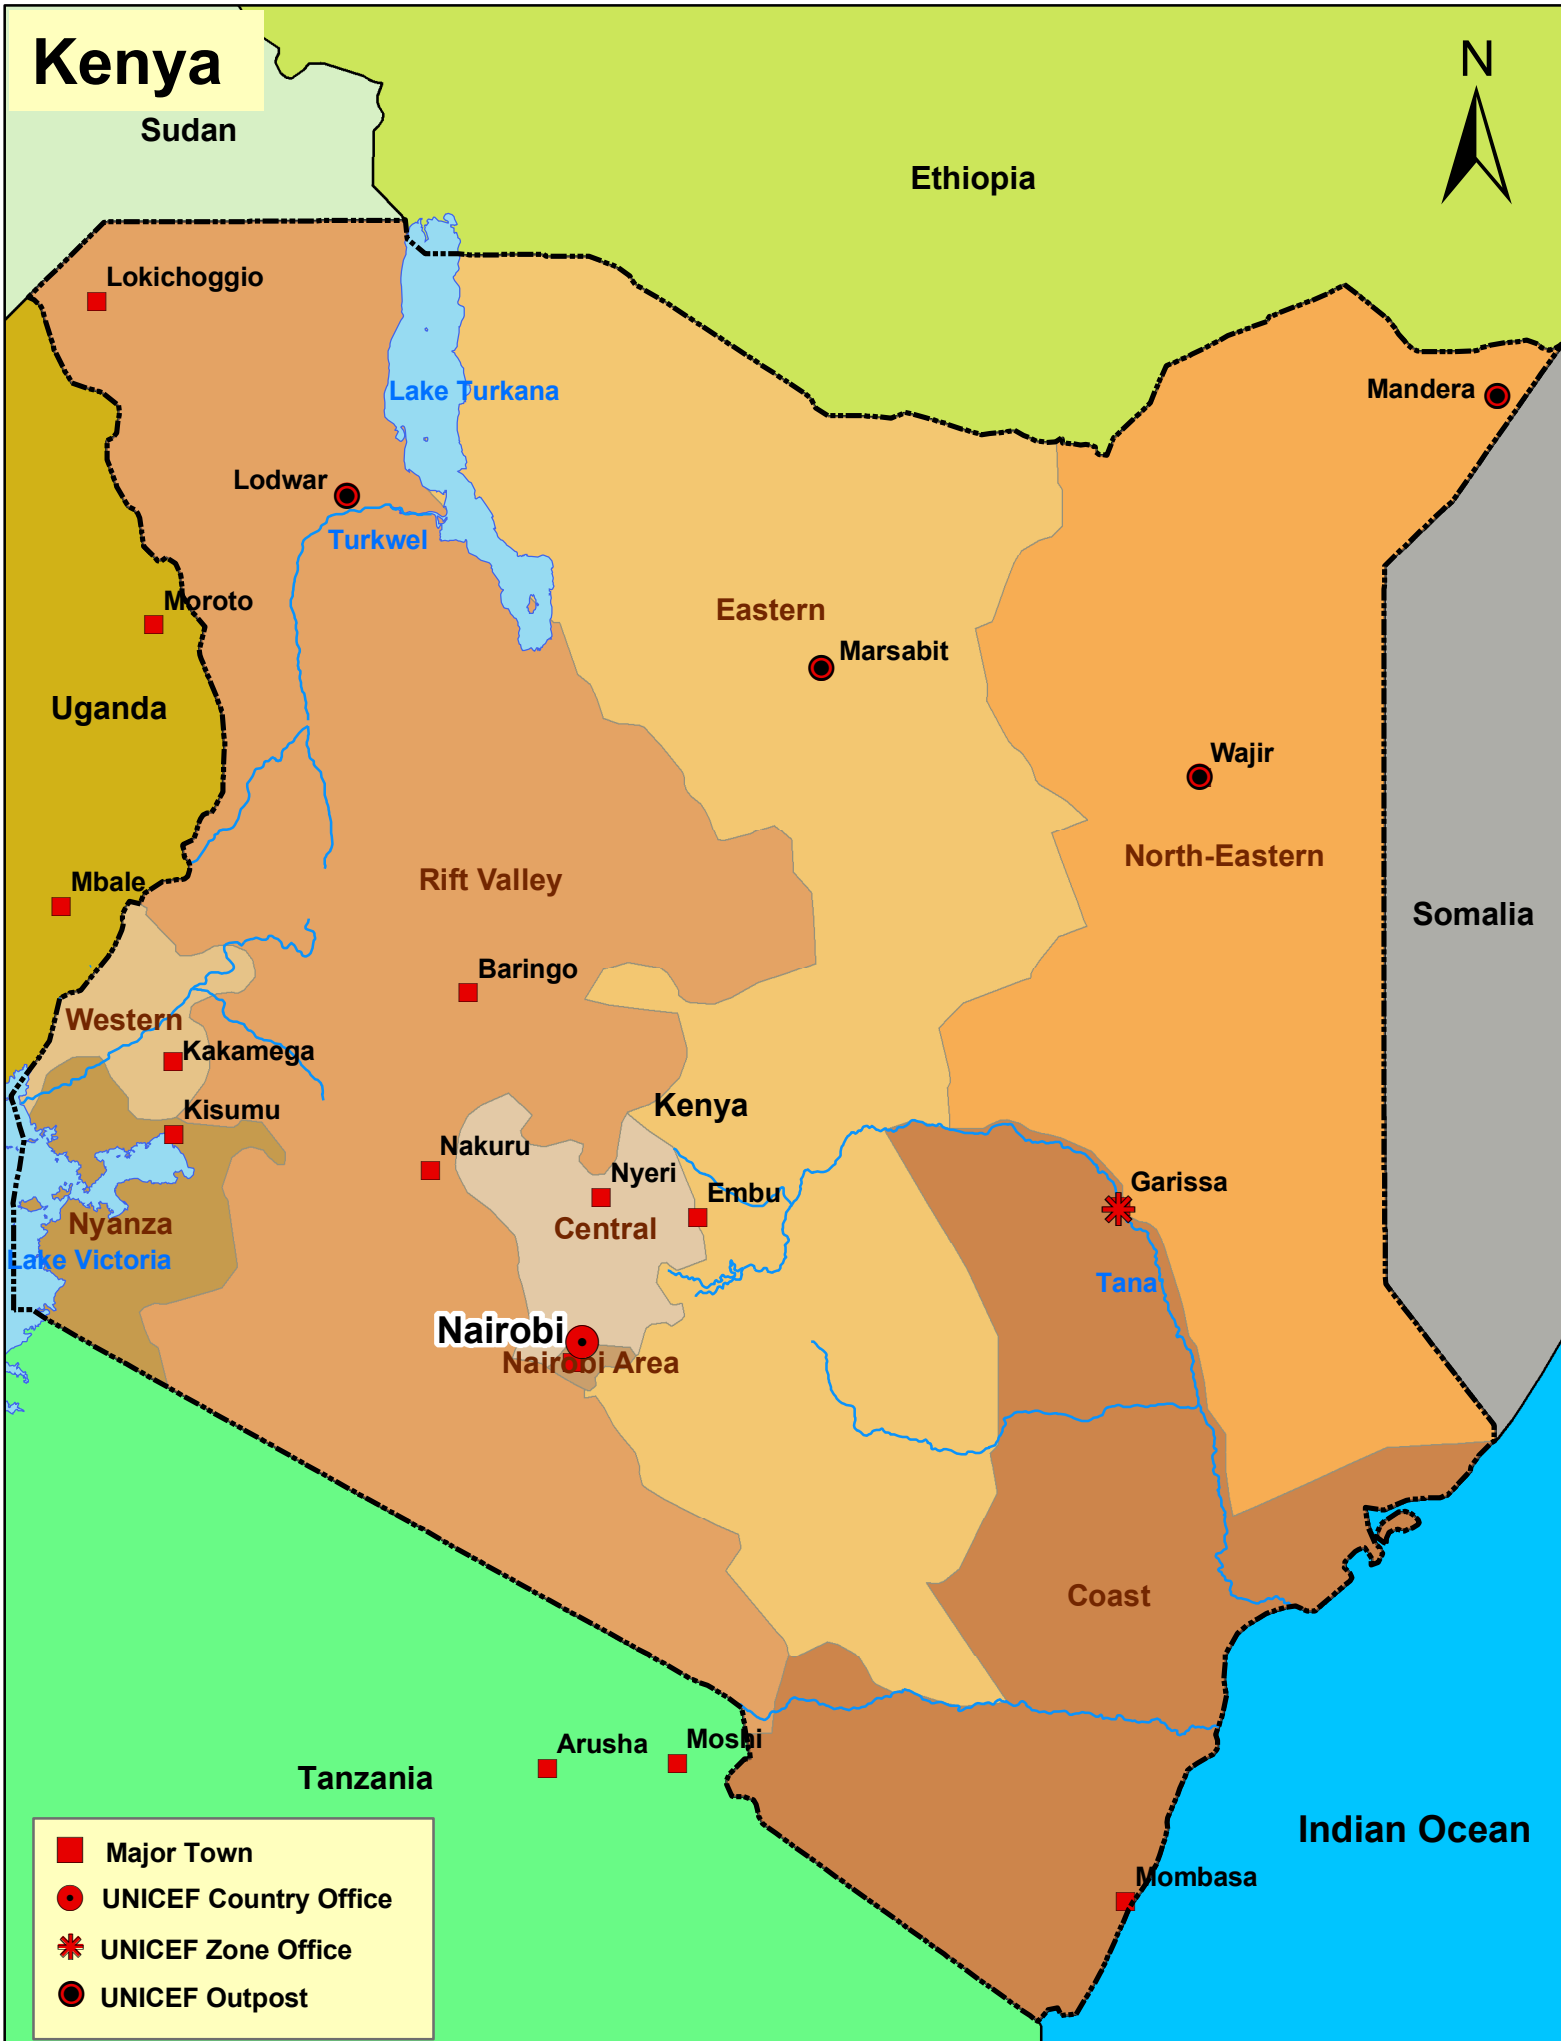 Kenya
N
Sudan
Ethiopia
Lokichoggio
Mandera
Lake Turkana
Lodwar
Turkwel
Moroto
Eastern
Marsabit
Uganda
Wajir
North-Eastern
Rift Valley
Mbale
Somalia
Baringo
Western
Kakamega
Kenya
Kisumu
Nakuru
Nyeri
Garissa
Embu
Nyanza
Central
Lake Victoria
Tana
Nairobi
Nairobi Area
Coast
Arusha
Moshi
Tanzania
Indian Ocean
Mombasa
Major Town
UNICEF Country Office
UNICEF Zone Office
UNICEF Outpost